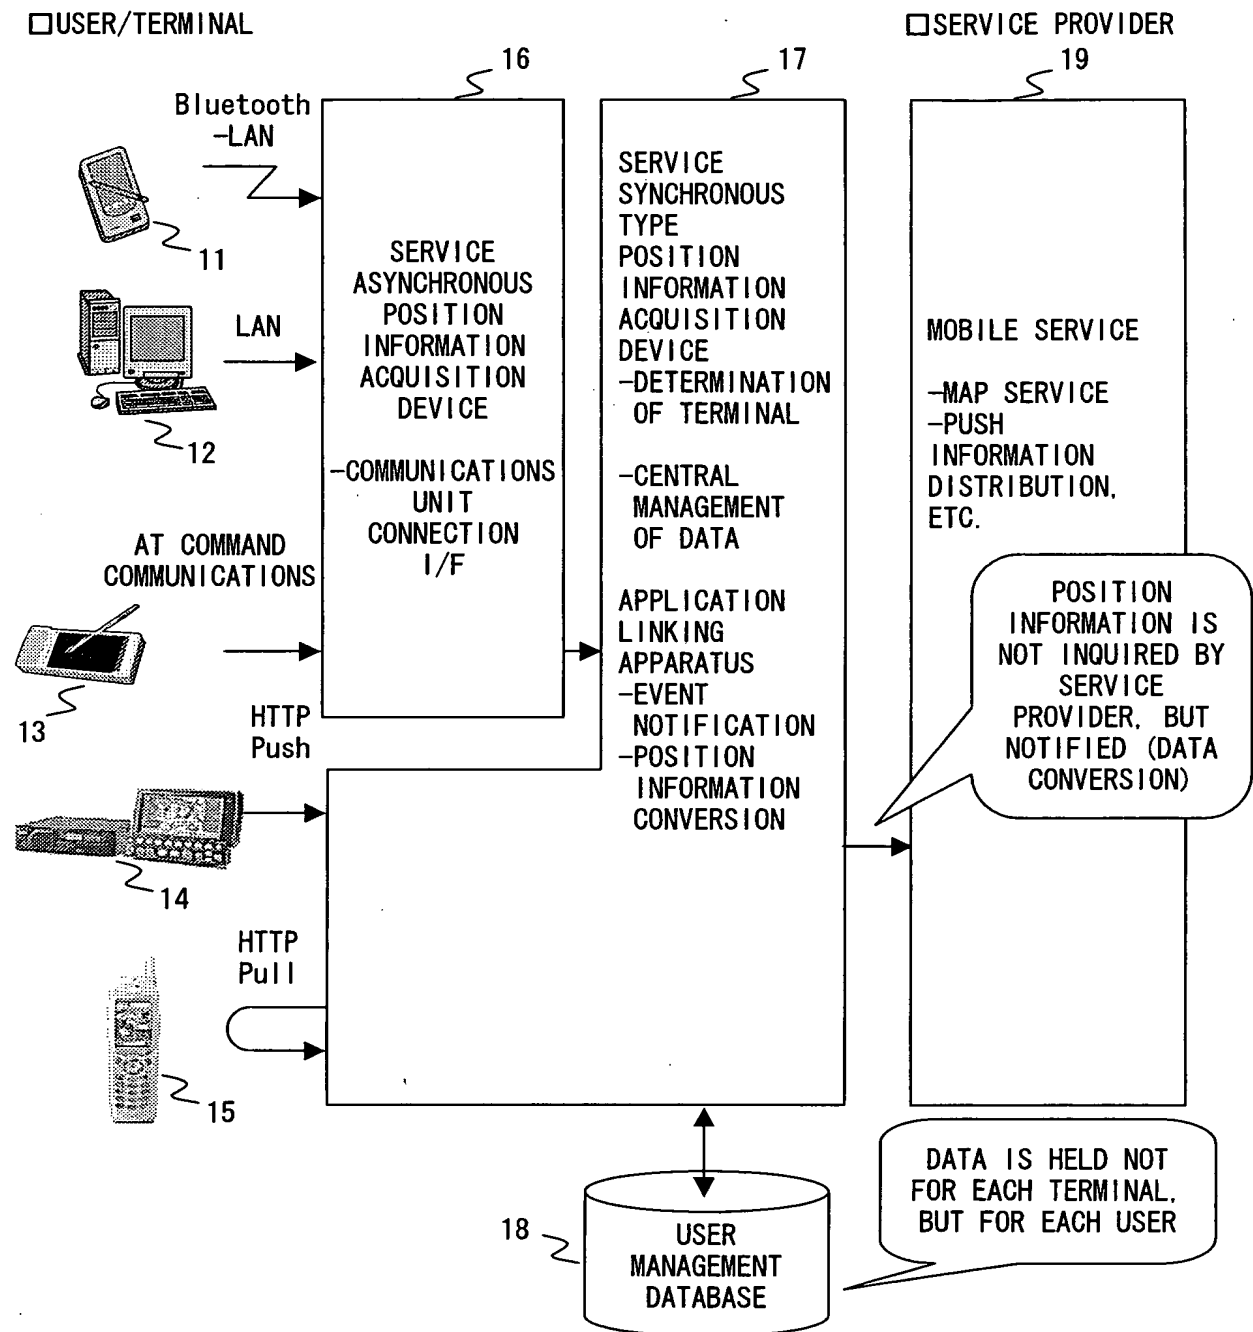 □USER/TERMINAL
□SERVICE PROVIDER
16
17
19
Bluetooth
-LAN
11
LAN
12
AT COMMAND
COMMUNICATIONS
13
HTTP
Push
14
HTTP
Pull
15
SERVICE
ASYNCHRONOUS
POSITION
INFORMATION
ACQUISITION
DEVICE
-COMMUNICATIONS
UNIT
CONNECTION
I/F
SERVICE
SYNCHRONOUS
TYPE
POSITION
INFORMATION
ACQUISITION
DEVICE
-DETERMINATION
OF TERMINAL
-CENTRAL
MANAGEMENT
OF DATA
APPLICATION
LINKING
APPARATUS
-EVENT
NOTIFICATION
-POSITION
INFORMATION
CONVERSION
MOBILE SERVICE
-MAP SERVICE
-PUSH
INFORMATION
DISTRIBUTION,
ETC.
POSITION
INFORMATION IS
NOT INQUIRED BY
SERVICE
PROVIDER, BUT
NOTIFIED (DATA
CONVERSION)
18
USER
MANAGEMENT
DATABASE
DATA IS HELD NOT
FOR EACH TERMINAL,
BUT FOR EACH USER